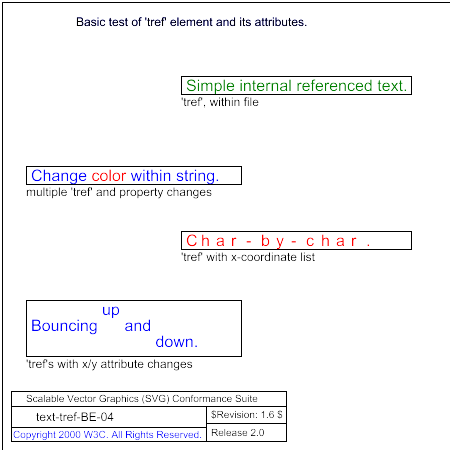 Basic test of 'tref' element and its attributes.
Simple internal referenced text.
'tref', within file
Change color within string.
multiple 'tref' and property changes
Char-by-char.
'tref' with x-coordinate list
up
Bouncing and
down.
'tref's with x/y attribute changes
Scalable Vector Graphics (SVG) Conformance Suite
text-tref-BE-04
$Revision: 1.6 $
Copyright 2000 W3C. All Rights Reserved.
Release 2.0